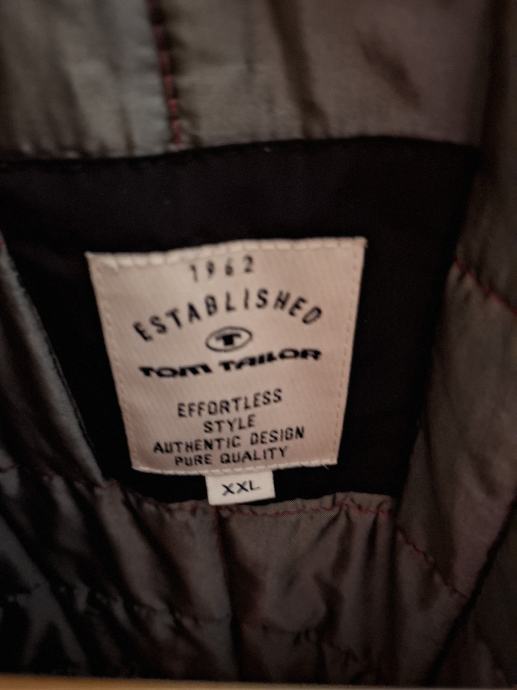 1962
ESTABLISHED
T
TOM TAILOR
EFFORTLESS
STYLE
AUTHENTIC DESIGN
PURE QUALITY
XXL